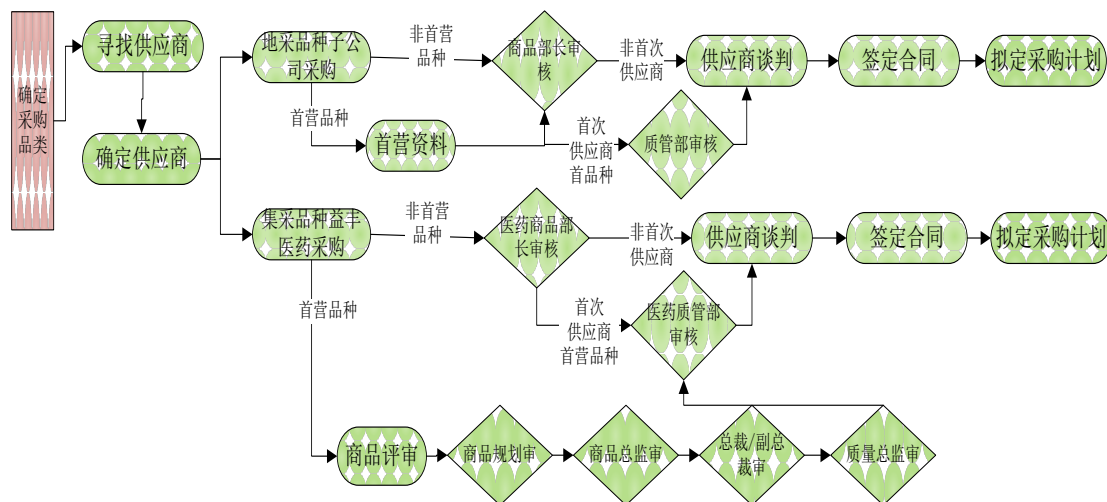 确定
采购
品类
寻找供应商
确定供应商
地采品种子公
司采购
非首营
品种
商品部长审
核
非首次
供应商
供应商谈判
签定合同
拟定采购计划
首营品种
首营资料
首次
供应商
首品种
质管部审核
集采品种益丰
医药采购
非首营
品种
医药商品部
长审核
非首次
供应商
供应商谈判
签定合同
拟定采购计划
首营品种
首次
供应商
首营品种
医药质管部
审核
商品评审
商品规划审
商品总监审
总裁/副总
裁审
质量总监审